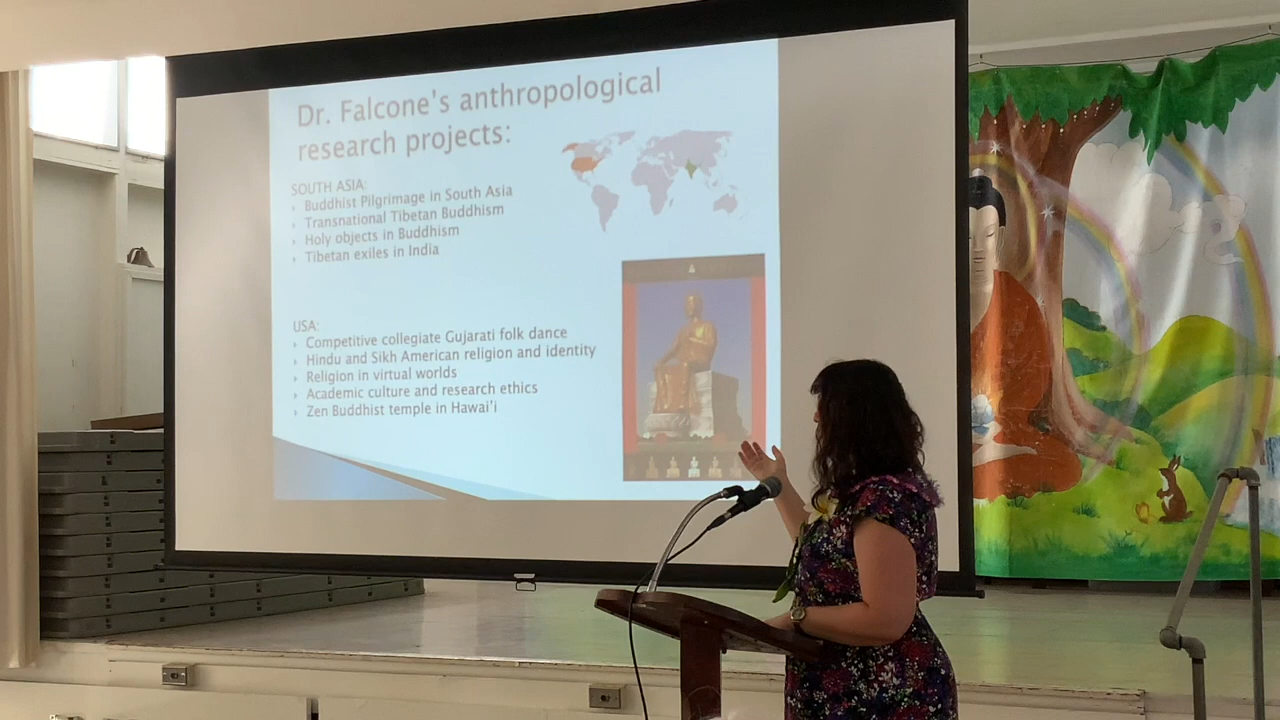 Dr. Falcone's anthropological
research projects:
SOUTH ASIA:
Buddhist Pilgrimage in South Asia
Transnational Tibetan Buddhism
Holy objects in Buddhism
Tibetan exiles in India
USA:
Competitive collegiate Gujarati folk dance
Hindu and Sikh American religion and identity
Religion in virtual worlds
Academic culture and research ethics
Zen Buddhist temple in Hawai'i